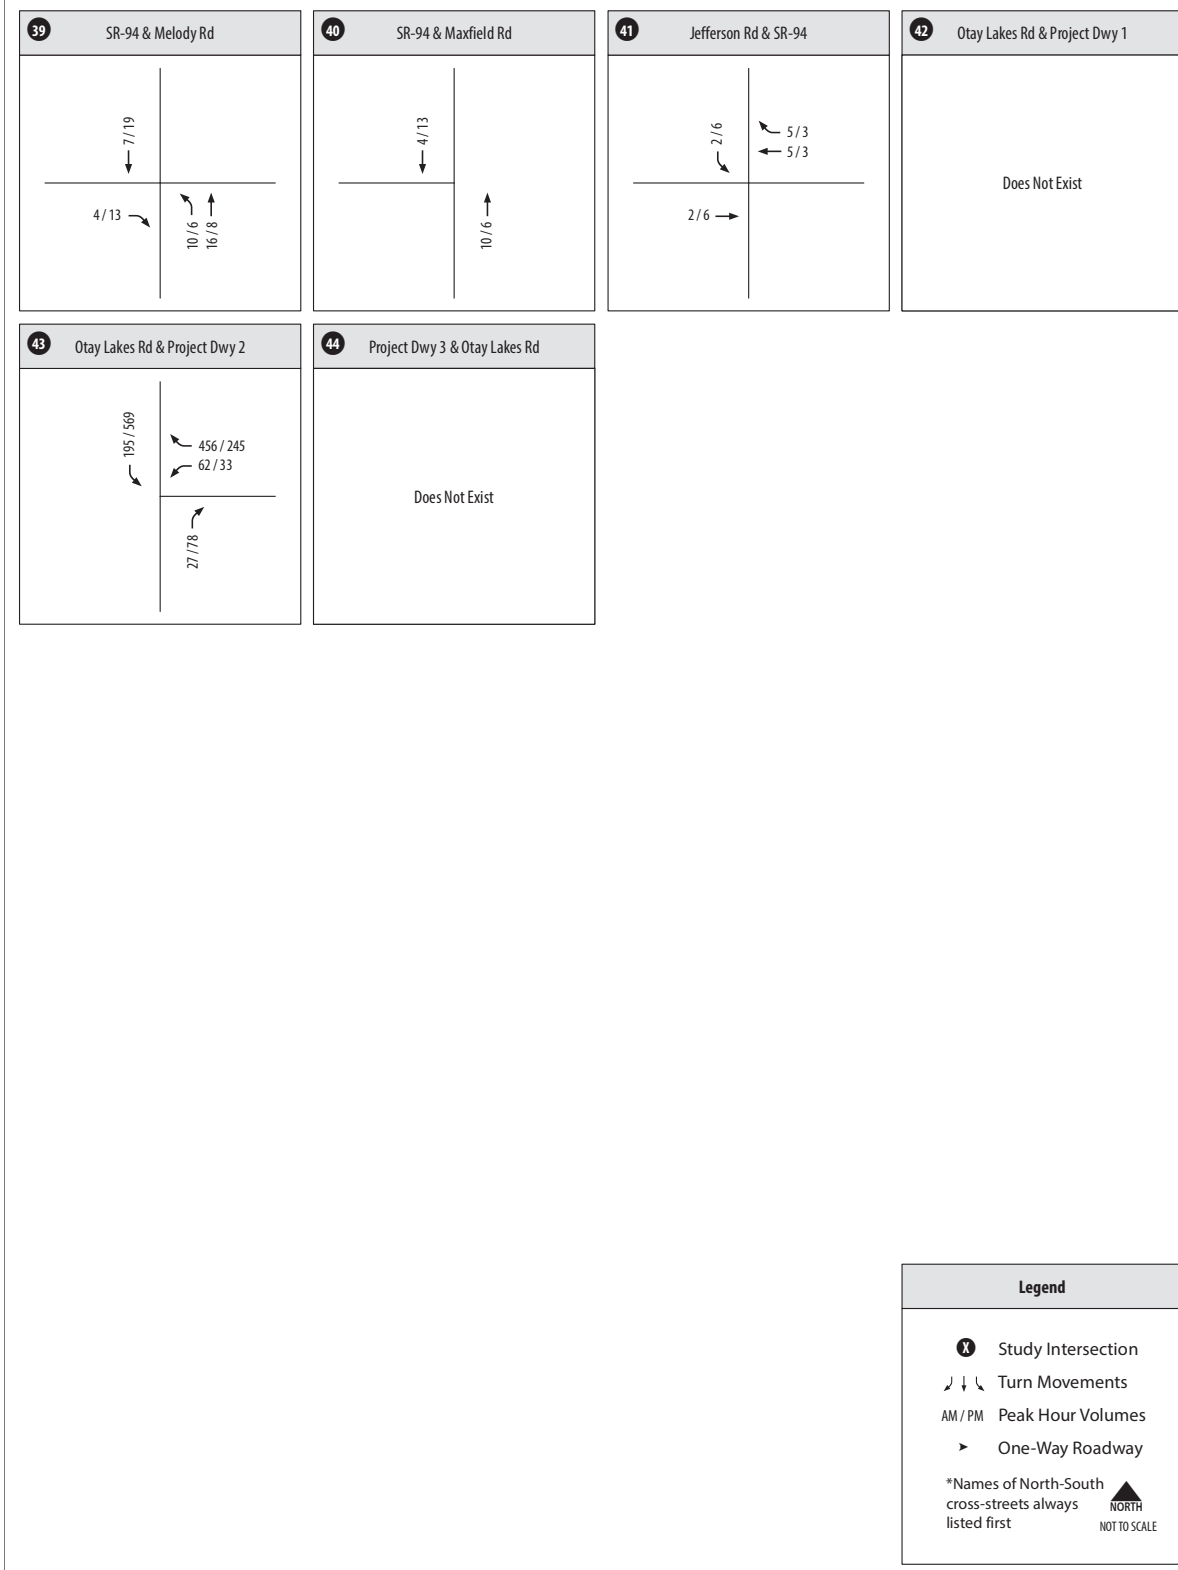 39 SR-94 & Melody Rd
7 / 19
4 / 13
10 / 6
16 / 8
40 SR-94 & Maxfield Rd
4 / 13
10 / 6
41 Jefferson Rd & SR-94
2 / 6
5 / 3
5 / 3
2 / 6
42 Otay Lakes Rd & Project Dwy 1
Does Not Exist
43 Otay Lakes Rd & Project Dwy 2
195 / 569
456 / 245
62 / 33
27 / 78
44 Project Dwy 3 & Otay Lakes Rd
Does Not Exist
Legend
X Study Intersection
Turn Movements
AM / PM Peak Hour Volumes
One-Way Roadway
*Names of North-South
cross-streets always
listed first
NORTH
NOT TO SCALE